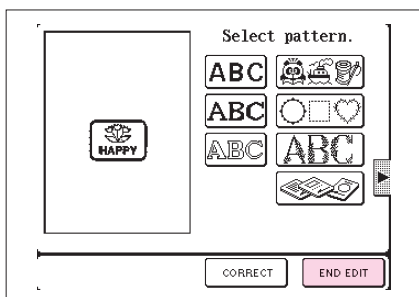 Select pattern.
ABC
ABC
ABC
ABC
HAPPY
CORRECT
END EDIT